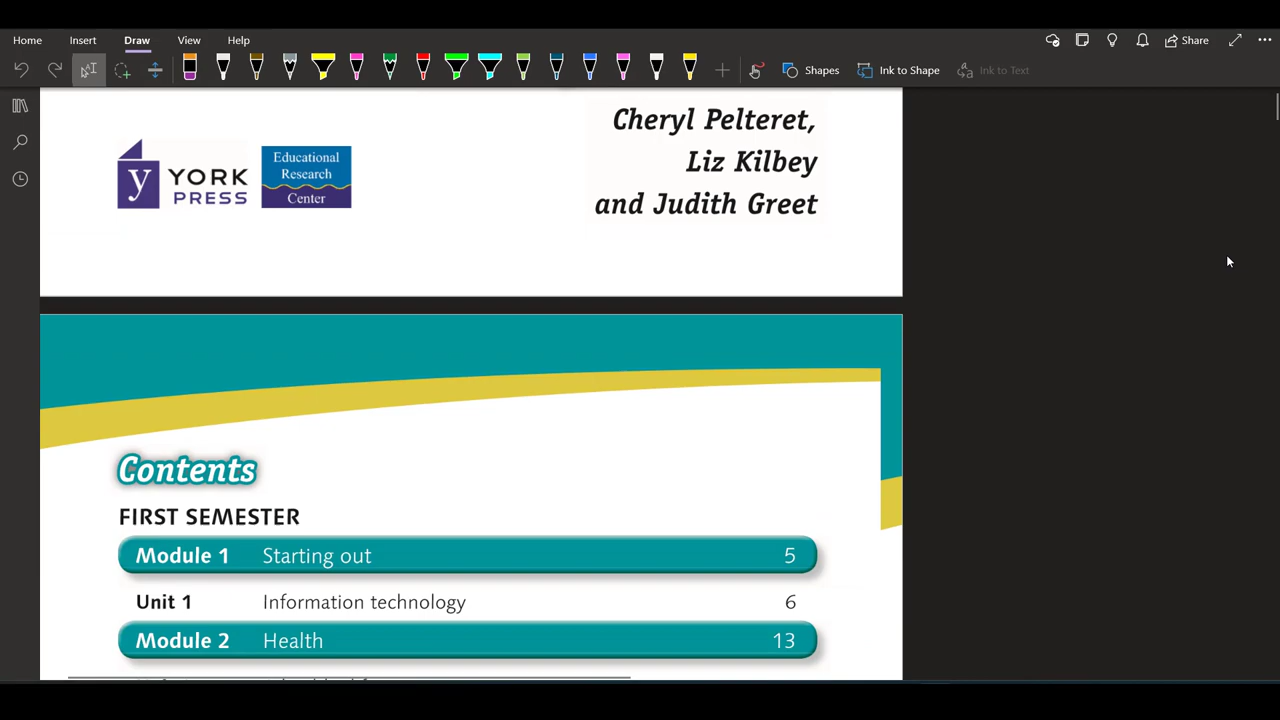 Home Insert Draw View Help
Share
Shapes Ink to Shape Ink to Text
Cheryl Pelteret,
Liz Kilbey
and Judith Greet
y YORK
PRESS
Educational
Research
Center
Contents
FIRST SEMESTER
Module 1 Starting out 5
Unit 1 Information technology 6
Module 2 Health 13